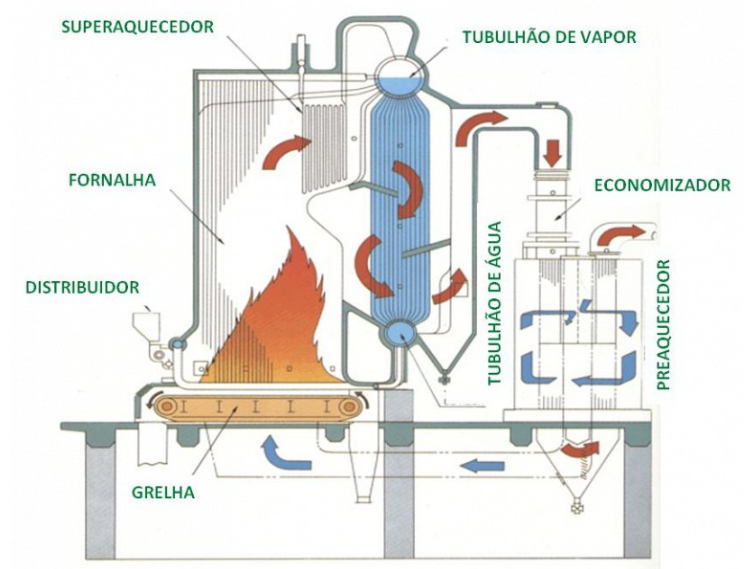 SUPERAQUECEDOR
TUBULHÃO DE VAPOR
FORNALHA
ECONOMIZADOR
DISTRIBUIDOR
TUBULHÃO DE ÁGUA
PREAQUECEDOR
GRELHA